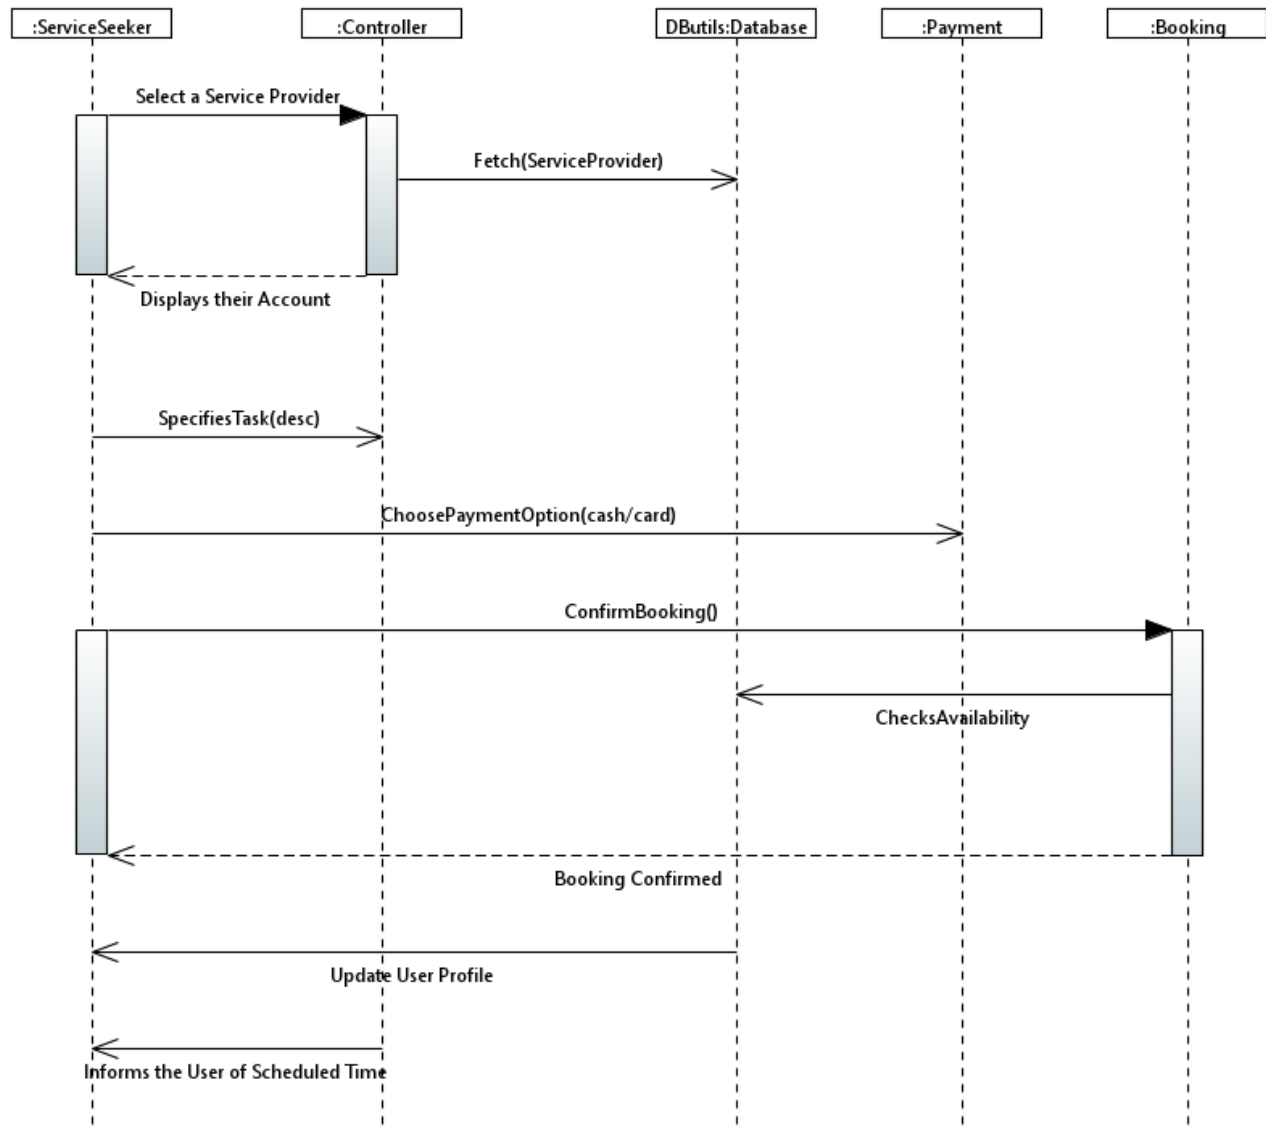 :ServiceSeeker
:Controller
DButils:Database
:Payment
:Booking
Select a Service Provider
Fetch(ServiceProvider)
Displays their Account
SpecifiesTask(desc)
ChoosePaymentOption(cash/card)
ConfirmBooking()
ChecksAvailability
Booking Confirmed
Update User Profile
Informs the User of Scheduled Time